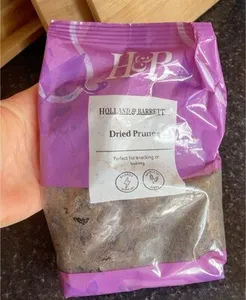 H&B
HOLLAND & BARRETT
Dried Prunes
Perfect for snacking or
baking